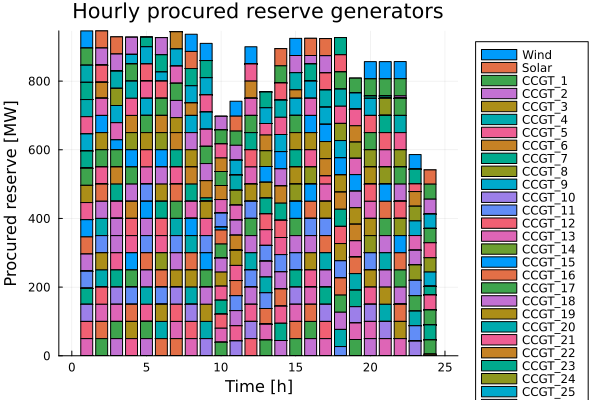 Hourly procured reserve generators
Procured reserve [MW]
800
600
400
200
0
0
5
10
15
20
25
Time [h]
Wind
Solar
CCGT_1
CCGT_2
CCGT_3
CCGT_4
CCGT_5
CCGT_6
CCGT_7
CCGT_8
CCGT_9
CCGT_10
CCGT_11
CCGT_12
CCGT_13
CCGT_14
CCGT_15
CCGT_16
CCGT_17
CCGT_18
CCGT_19
CCGT_20
CCGT_21
CCGT_22
CCGT_23
CCGT_24
CCGT_25